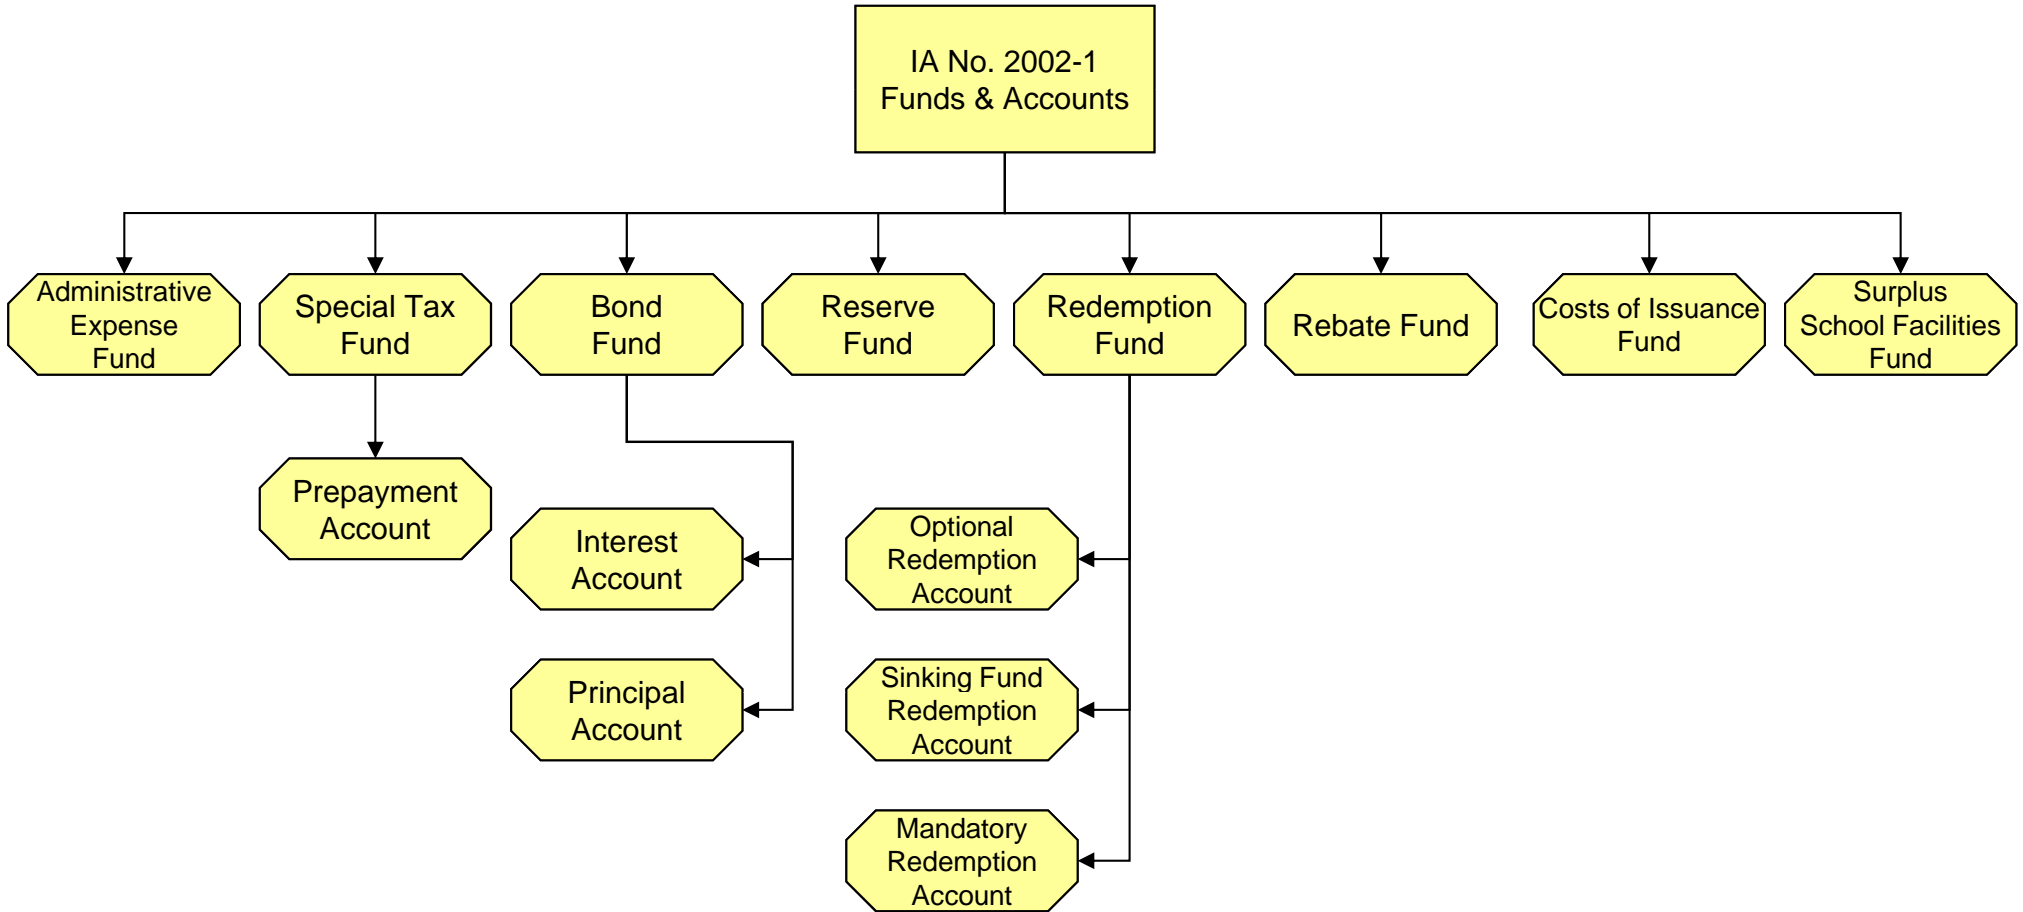 IA No. 2002-1
Funds & Accounts
Administrative
Expense
Fund
Special Tax
Fund
Bond
Fund
Reserve
Fund
Redemption
Fund
Rebate Fund
Costs of Issuance
Fund
Surplus
School Facilities
Fund
Prepayment
Account
Interest
Account
Optional
Redemption
Account
Principal
Account
Sinking Fund
Redemption
Account
Mandatory
Redemption
Account